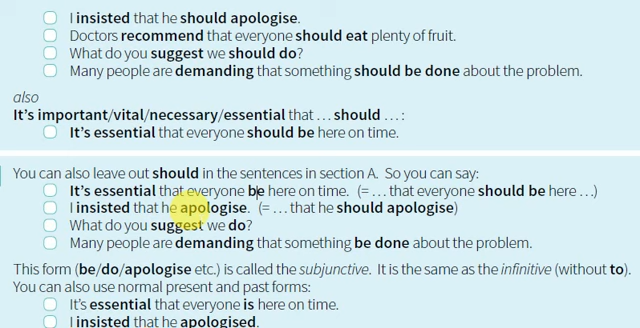 I insisted that he should apologise.
Doctors recommend that everyone should eat plenty of fruit.
What do you suggest we should do?
Many people are demanding that something should be done about the problem.
also
It's important/vital/necessary/essential that ... should ... :
It's essential that everyone should be here on time.
You can also leave out should in the sentences in section A. So you can say:
It's essential that everyone be here on time. (= ... that everyone should be here ...)
I insisted that he apologise. (= ... that he should apologise)
What do you suggest we do?
Many people are demanding that something be done about the problem.
This form (be/do/apologise etc.) is called the subjunctive. It is the same as the infinitive (without to).
You can also use normal present and past forms:
It's essential that everyone is here on time.
I insisted that he apologised.